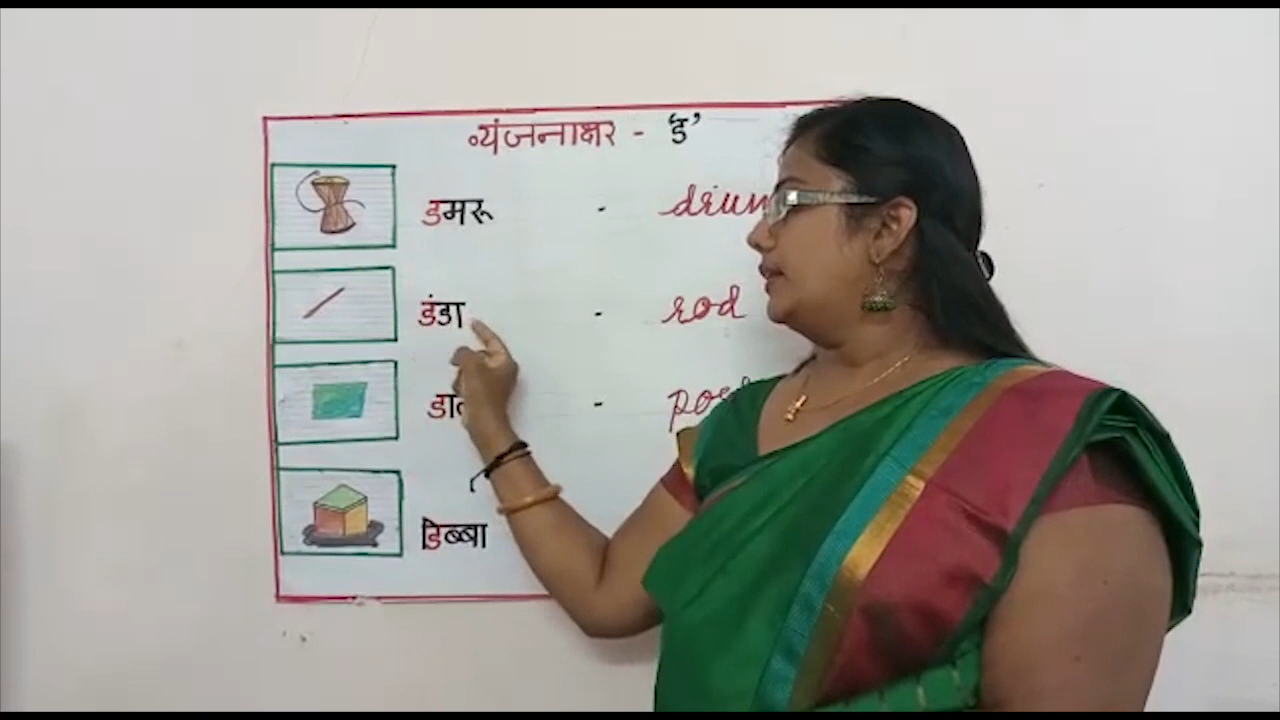 व्यंजनाक्षर - 'ड'
डमरू -
डंडा - rod
-
डिब्बा